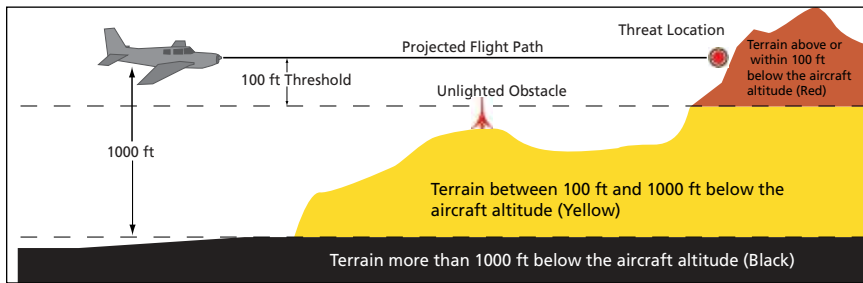 Threat Location
Projected Flight Path
Terrain above or
within 100 ft
below the aircraft
altitude (Red)
100 ft Threshold
Unlighted Obstacle
1000 ft
Terrain between 100 ft and 1000 ft below the
aircraft altitude (Yellow)
Terrain more than 1000 ft below the aircraft altitude (Black)